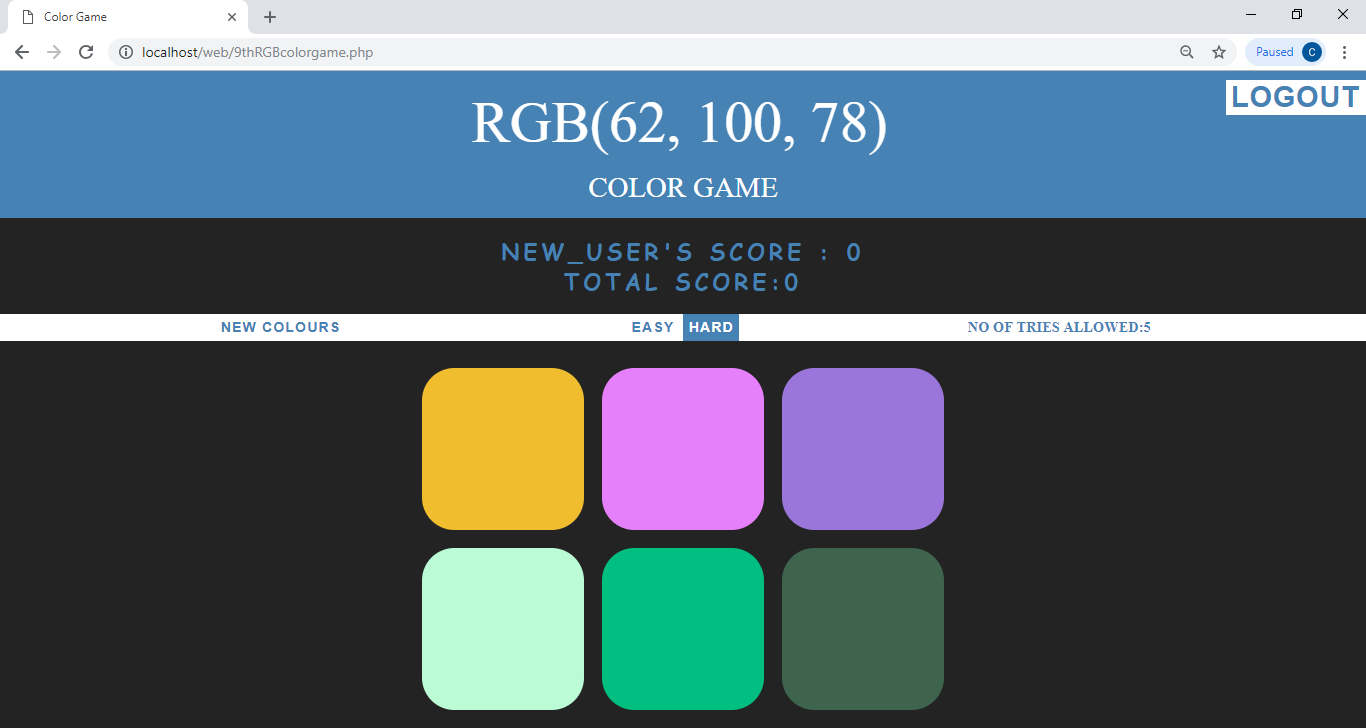 Color Game
localhost/web/9thRGBcolorgame.php
Paused C
LOGOUT
RGB(62, 100, 78)
COLOR GAME
NEW_USER'S SCORE : 0
TOTAL SCORE:0
NEW COLOURS EASY HARD NO OF TRIES ALLOWED:5